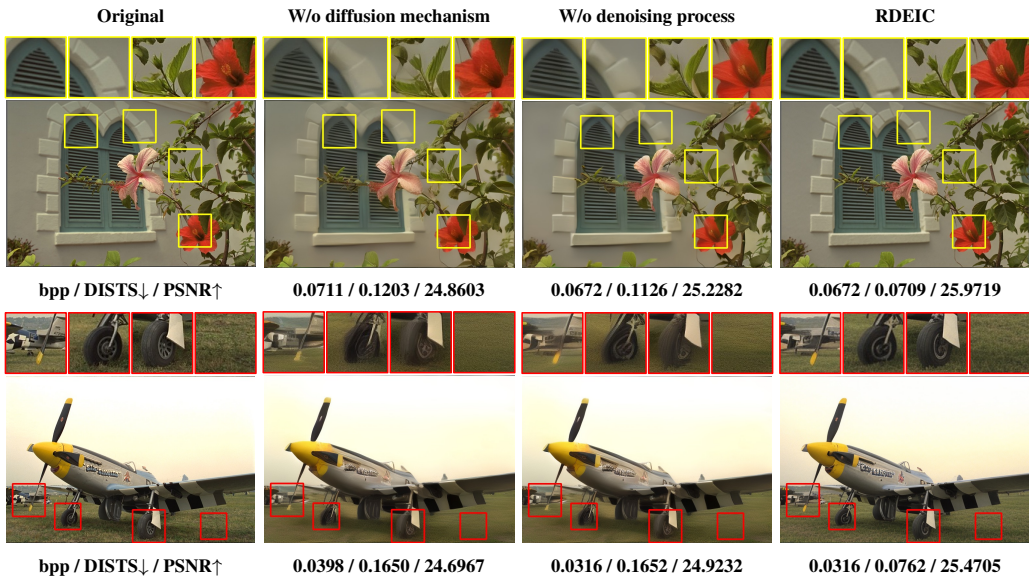 Original W/o diffusion mechanism W/o denoising process RDEIC
bpp / DISTS↓ / PSNR↑ 0.0711 / 0.1203 / 24.8603 0.0672 / 0.1126 / 25.2282 0.0672 / 0.0709 / 25.9719
bpp / DISTS↓ / PSNR↑ 0.0398 / 0.1650 / 24.6967 0.0316 / 0.1652 / 24.9232 0.0316 / 0.0762 / 25.4705